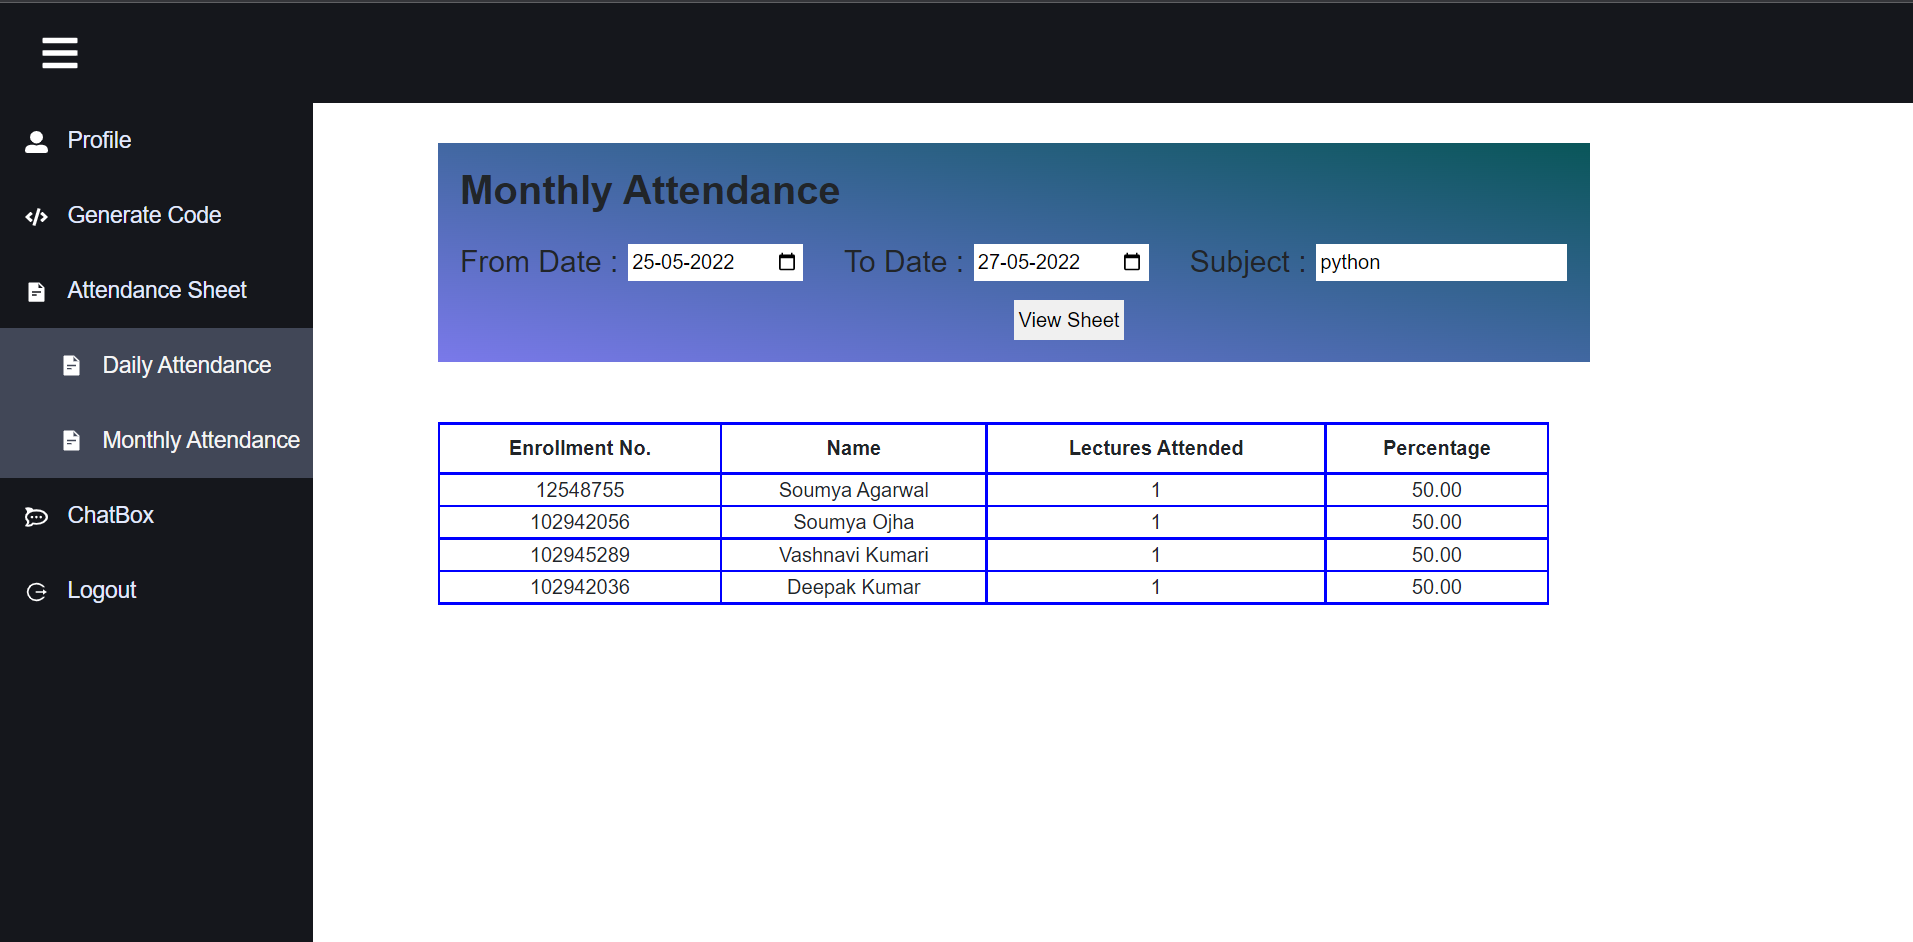 Profile
Generate Code
Attendance Sheet
Daily Attendance
Monthly Attendance
ChatBox
Logout
Monthly Attendance
From Date : 25-05-2022 To Date : 27-05-2022 Subject : python
View Sheet
Enrollment No. Name Lectures Attended Percentage
12548755 Soumya Agarwal 1 50.00
102942056 Soumya Ojha 1 50.00
102945289 Vashnavi Kumari 1 50.00
102942036 Deepak Kumar 1 50.00